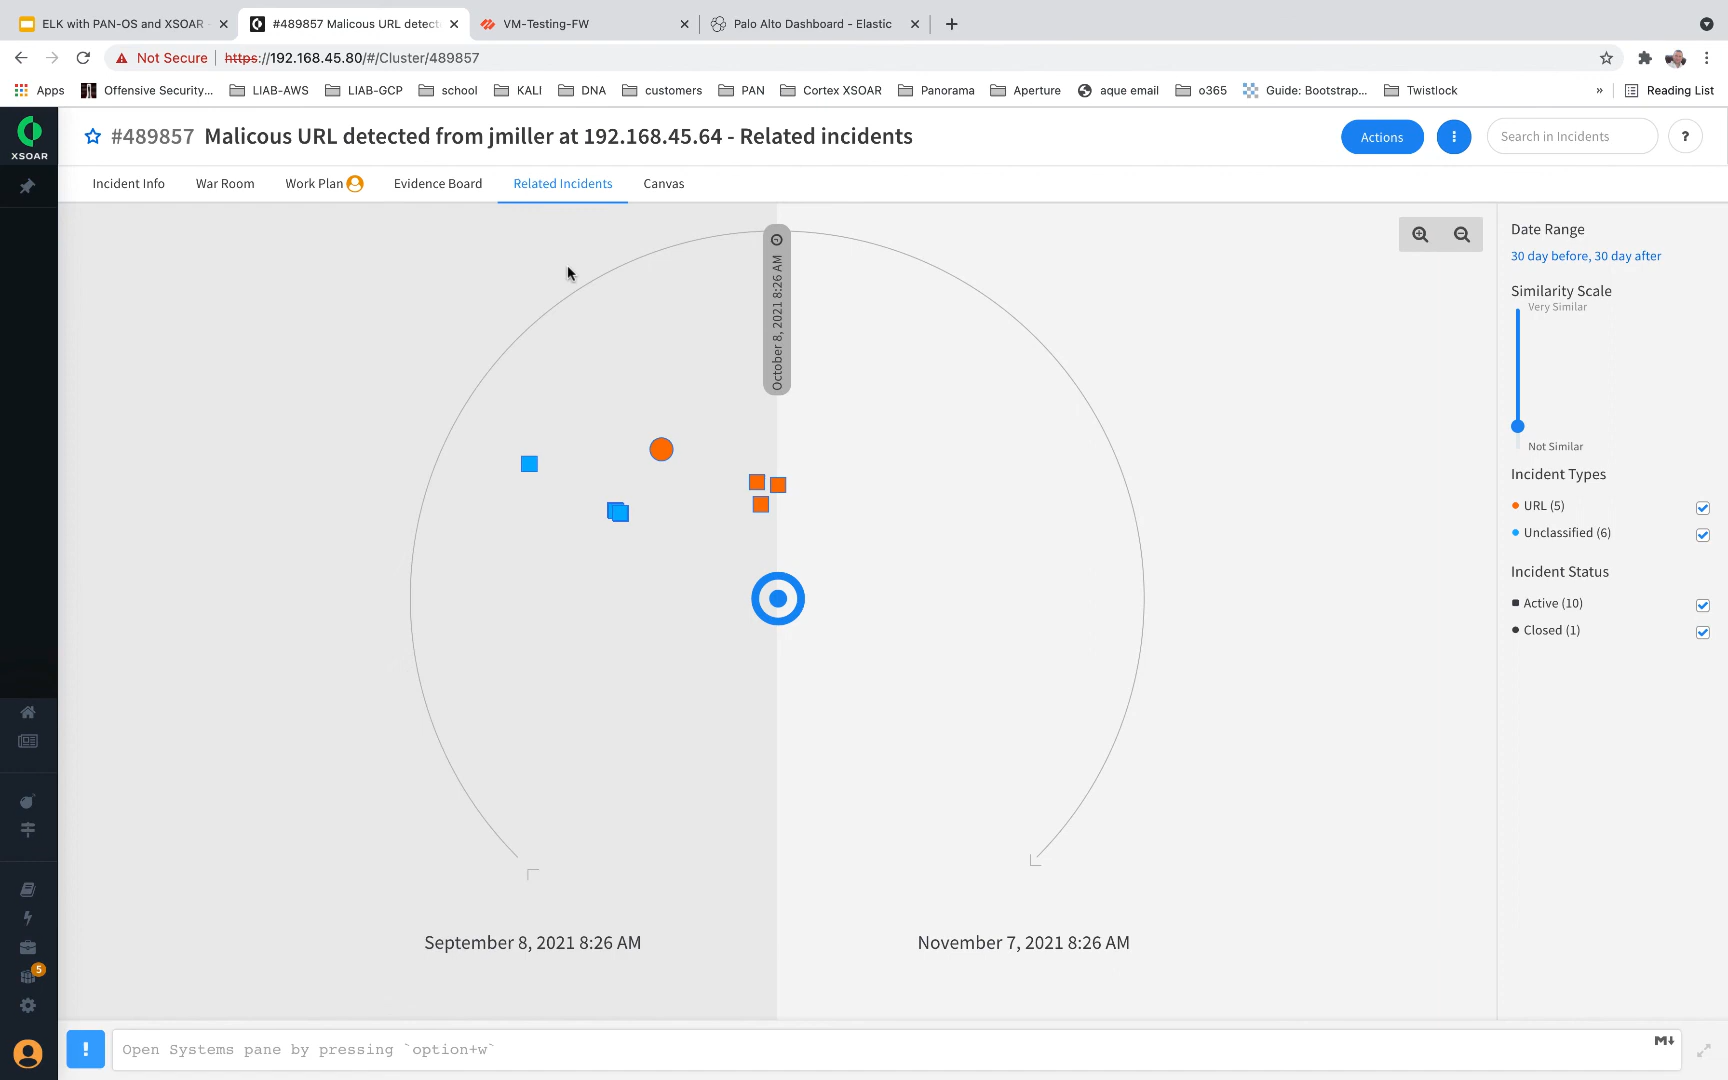 ELK with PAN-OS and XSOAR
#489857 Malicous URL detect
VM-Testing-FW
Palo Alto Dashboard - Elastic
Not Secure
https://192.168.45.80/#/Cluster/489857
Apps
Offensive Security...
LIAB-AWS
LIAB-GCP
school
KALI
DNA
customers
PAN
Cortex XSOAR
Panorama
Aperture
aque email
o365
Guide: Bootstrap...
Twistlock
»
Reading List
XSOAR
#489857 Malicous URL detected from jmiller at 192.168.45.64 - Related incidents
Actions
Search in Incidents
?
Incident Info
War Room
Work Plan
Evidence Board
Related Incidents
Canvas
October 8, 2021 8:26 AM
Date Range
30 day before, 30 day after
Similarity Scale
Very Similar
Not Similar
Incident Types
URL (5)
Unclassified (6)
Incident Status
Active (10)
Closed (1)
September 8, 2021 8:26 AM
November 7, 2021 8:26 AM
5
!
Open Systems pane by pressing `option+w`
M↓